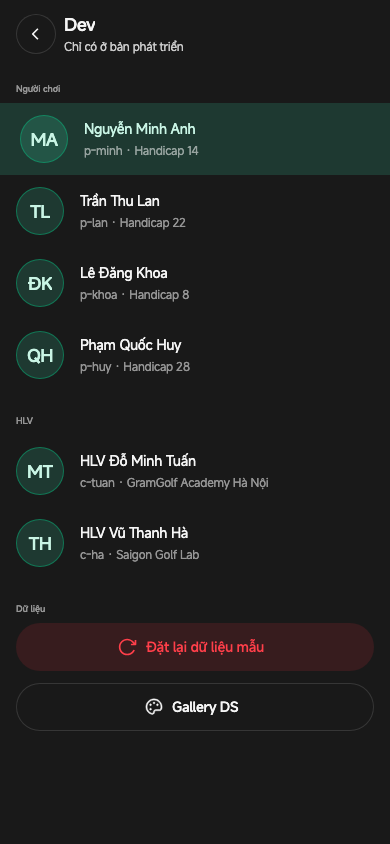 Dev
Chỉ có ở bản phát triển
Người chơi
MA
Nguyễn Minh Anh
p-minh · Handicap 14
TL
Trần Thu Lan
p-lan · Handicap 22
ĐK
Lê Đăng Khoa
p-khoa · Handicap 8
QH
Phạm Quốc Huy
p-huy · Handicap 28
HLV
MT
HLV Đỗ Minh Tuấn
c-tuan · GramGolf Academy Hà Nội
TH
HLV Vũ Thanh Hà
c-ha · Saigon Golf Lab
Dữ liệu
Đặt lại dữ liệu mẫu
Gallery DS